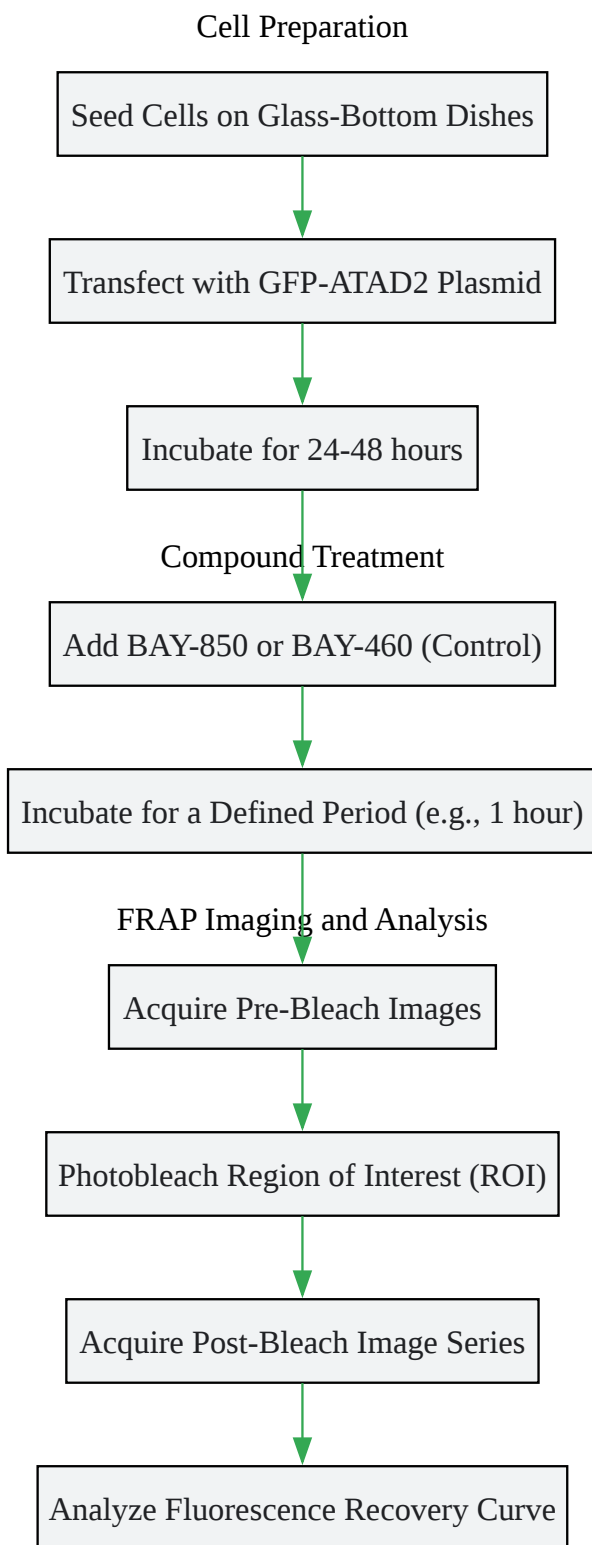 Cell Preparation
Seed Cells on Glass-Bottom Dishes
Transfect with GFP-ATAD2 Plasmid
Incubate for 24-48 hours
Compound Treatment
Add BAY-850 or BAY-460 (Control)
Incubate for a Defined Period (e.g., 1 hour)
FRAP Imaging and Analysis
Acquire Pre-Bleach Images
Photobleach Region of Interest (ROI)
Acquire Post-Bleach Image Series
Analyze Fluorescence Recovery Curve